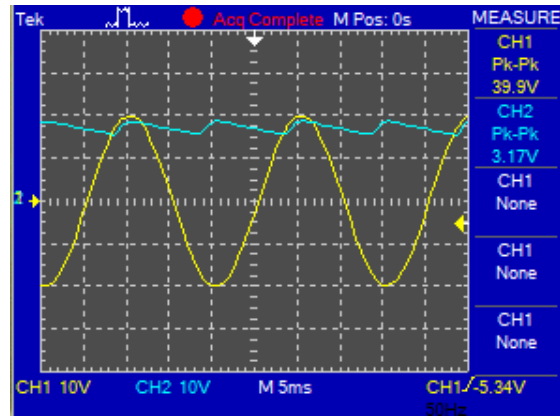 Tek Acq Complete M Pos: 0s MEASURE
CH1
Pk-Pk
39.9V
CH2
Pk-Pk
3.17V
CH1
None
CH1
None
CH1
None
CH1 10V CH2 10V M 5ms CH1 -5.34V
50Hz